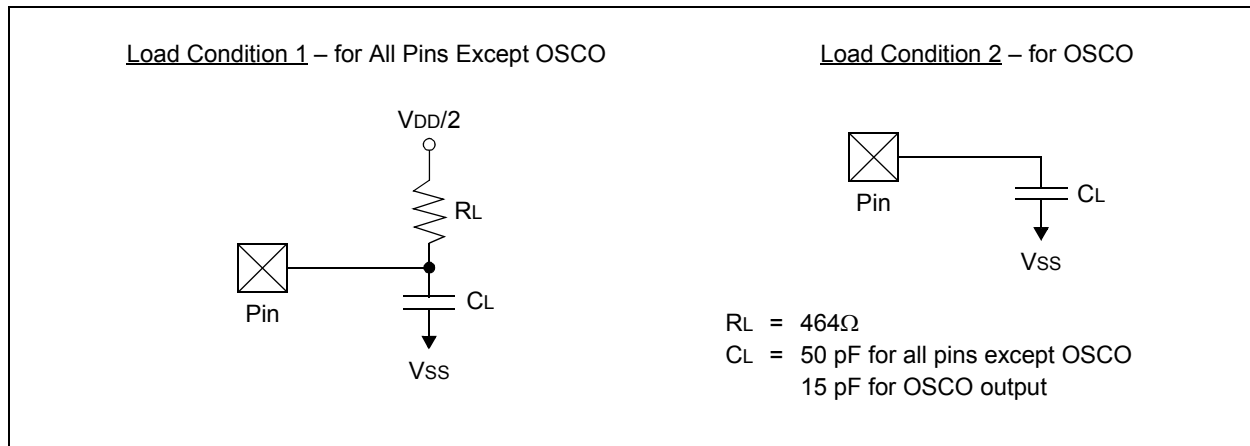 Load Condition 1 – for All Pins Except OSCO
VDD/2
RL
Pin
CL
VSS
Load Condition 2 – for OSCO
Pin
CL
VSS
RL = 464Ω
CL = 50 pF for all pins except OSCO
15 pF for OSCO output